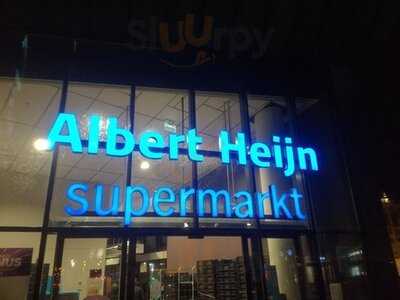 Sluurpy
Albert Heijn
supermarkt